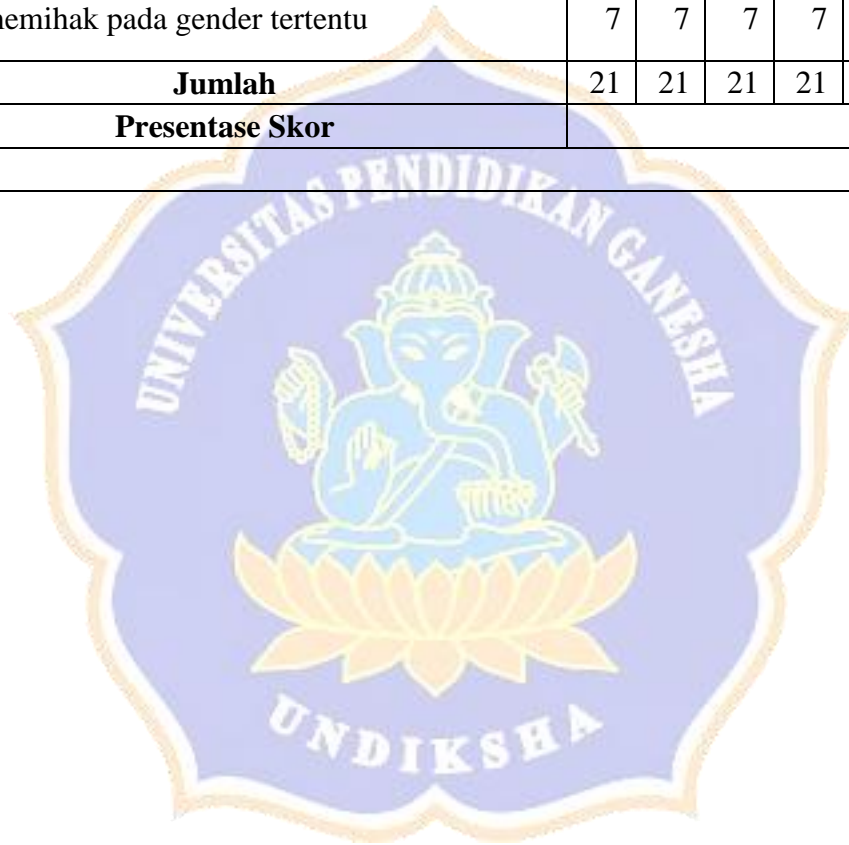 memihak pada gender tertentu 7 7 7 7
Jumlah 21 21 21 21
Presentase Skor
UNIVERSITAS PENDIDIKAN GANESHA
UNDIKSHA